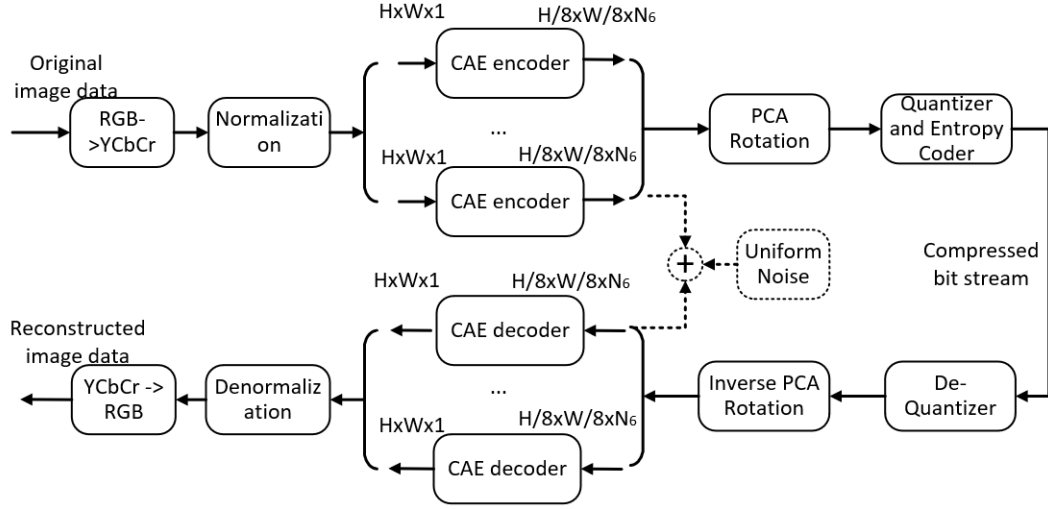 HxWx1
H/8xW/8xN₆
CAE encoder
Original
image data
RGB-
>YCbCr
Normalizati
on
...
HxWx1
H/8xW/8xN₆
CAE encoder
PCA
Rotation
Quantizer
and Entropy
Coder
Uniform
Noise
+
Compressed
bit stream
HxWx1
H/8xW/8xN₆
CAE decoder
Reconstructed
image data
YCbCr ->
RGB
Denormaliz
ation
...
HxWx1
H/8xW/8xN₆
CAE decoder
Inverse PCA
Rotation
De-
Quantizer